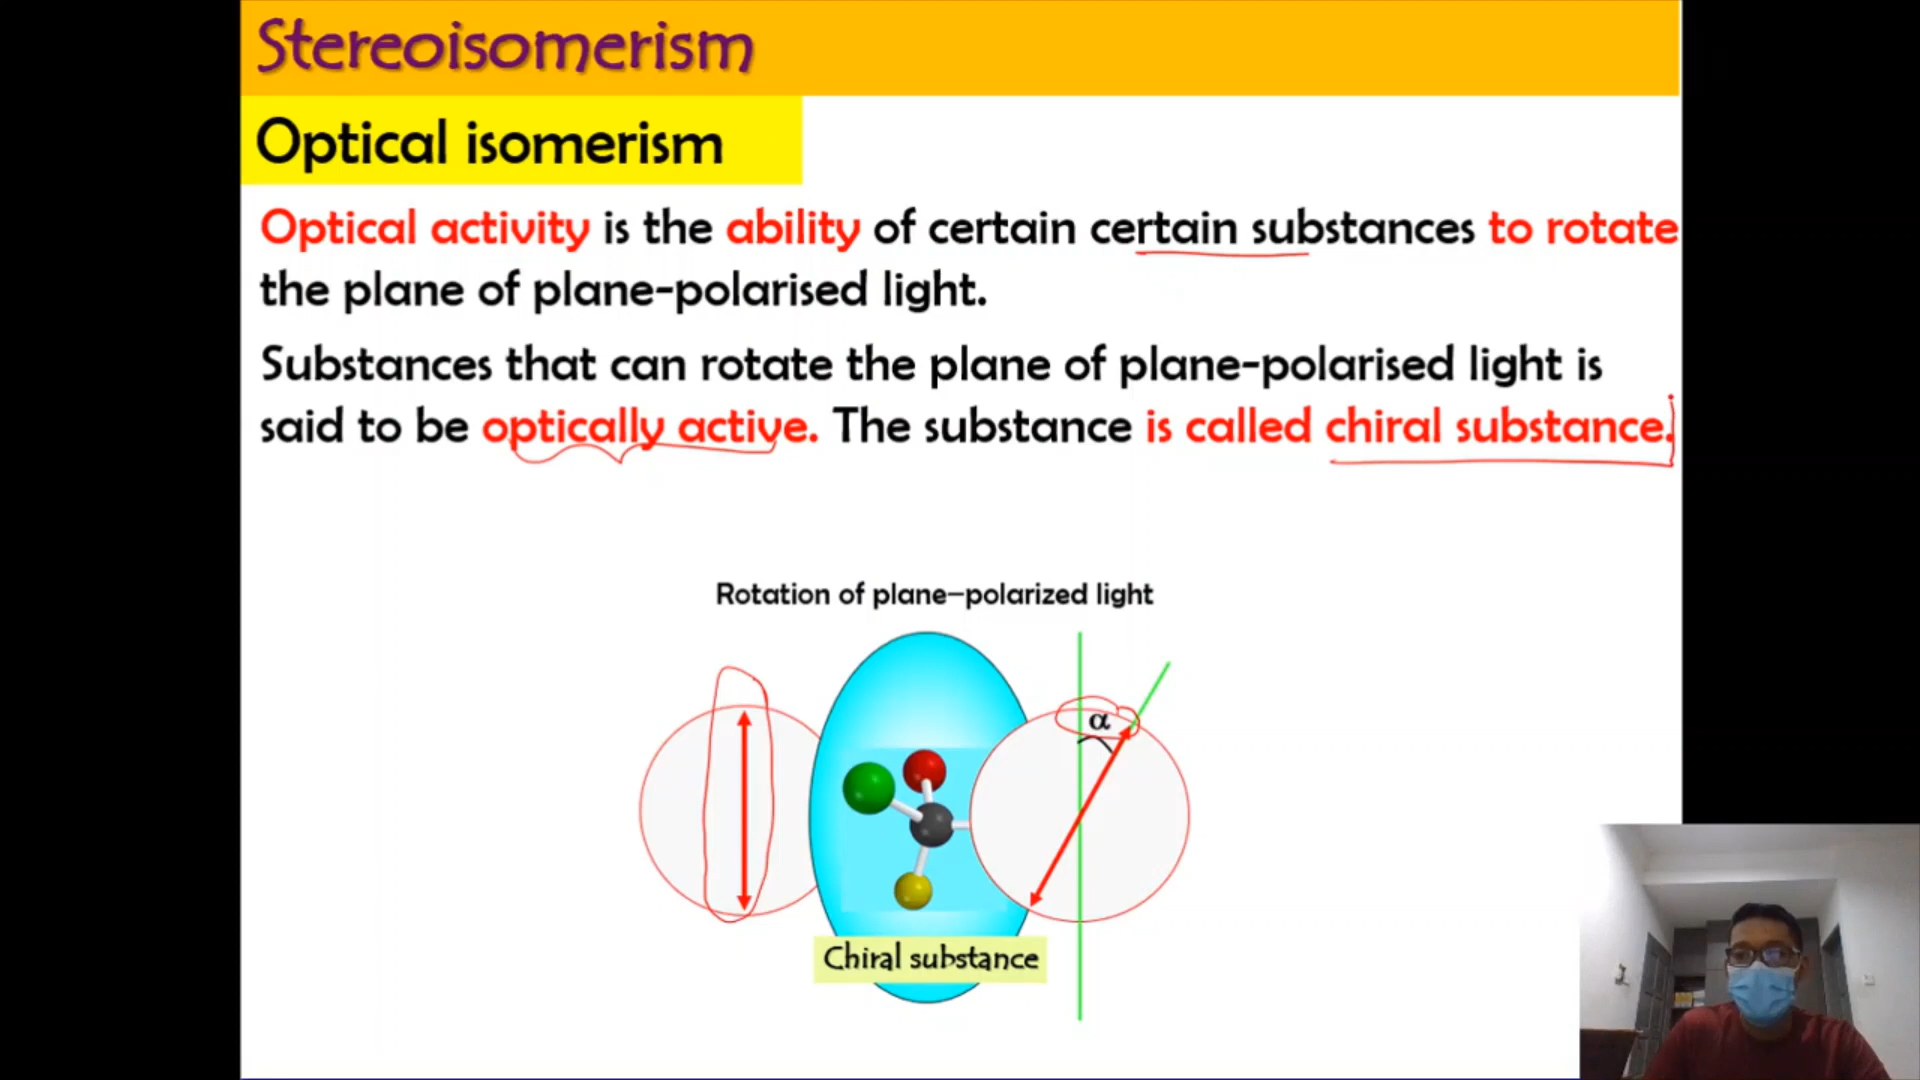 Stereoisomerism
Optical isomerism
Optical activity is the ability of certain certain substances to rotate
the plane of plane-polarised light.
Substances that can rotate the plane of plane-polarised light is
said to be optically active. The substance is called chiral substance.
Rotation of plane–polarized light
α
Chiral substance